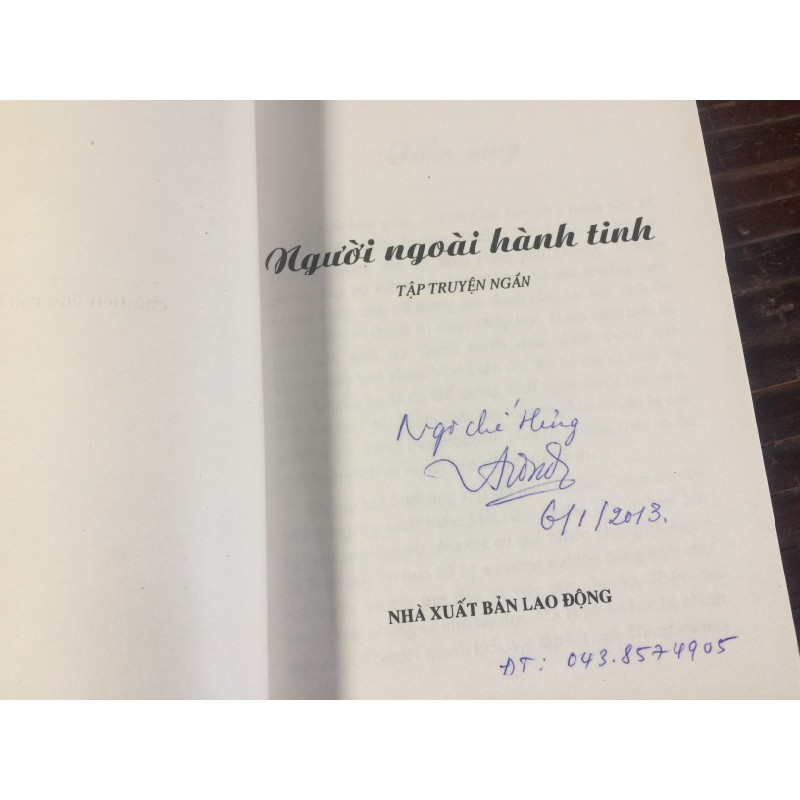 Người ngoài hành tinh
TẬP TRUYỆN NGẮN
Ngô Chế Hùng
6/1/2013.
NHÀ XUẤT BẢN LAO ĐỘNG
ĐT: 043.8574905